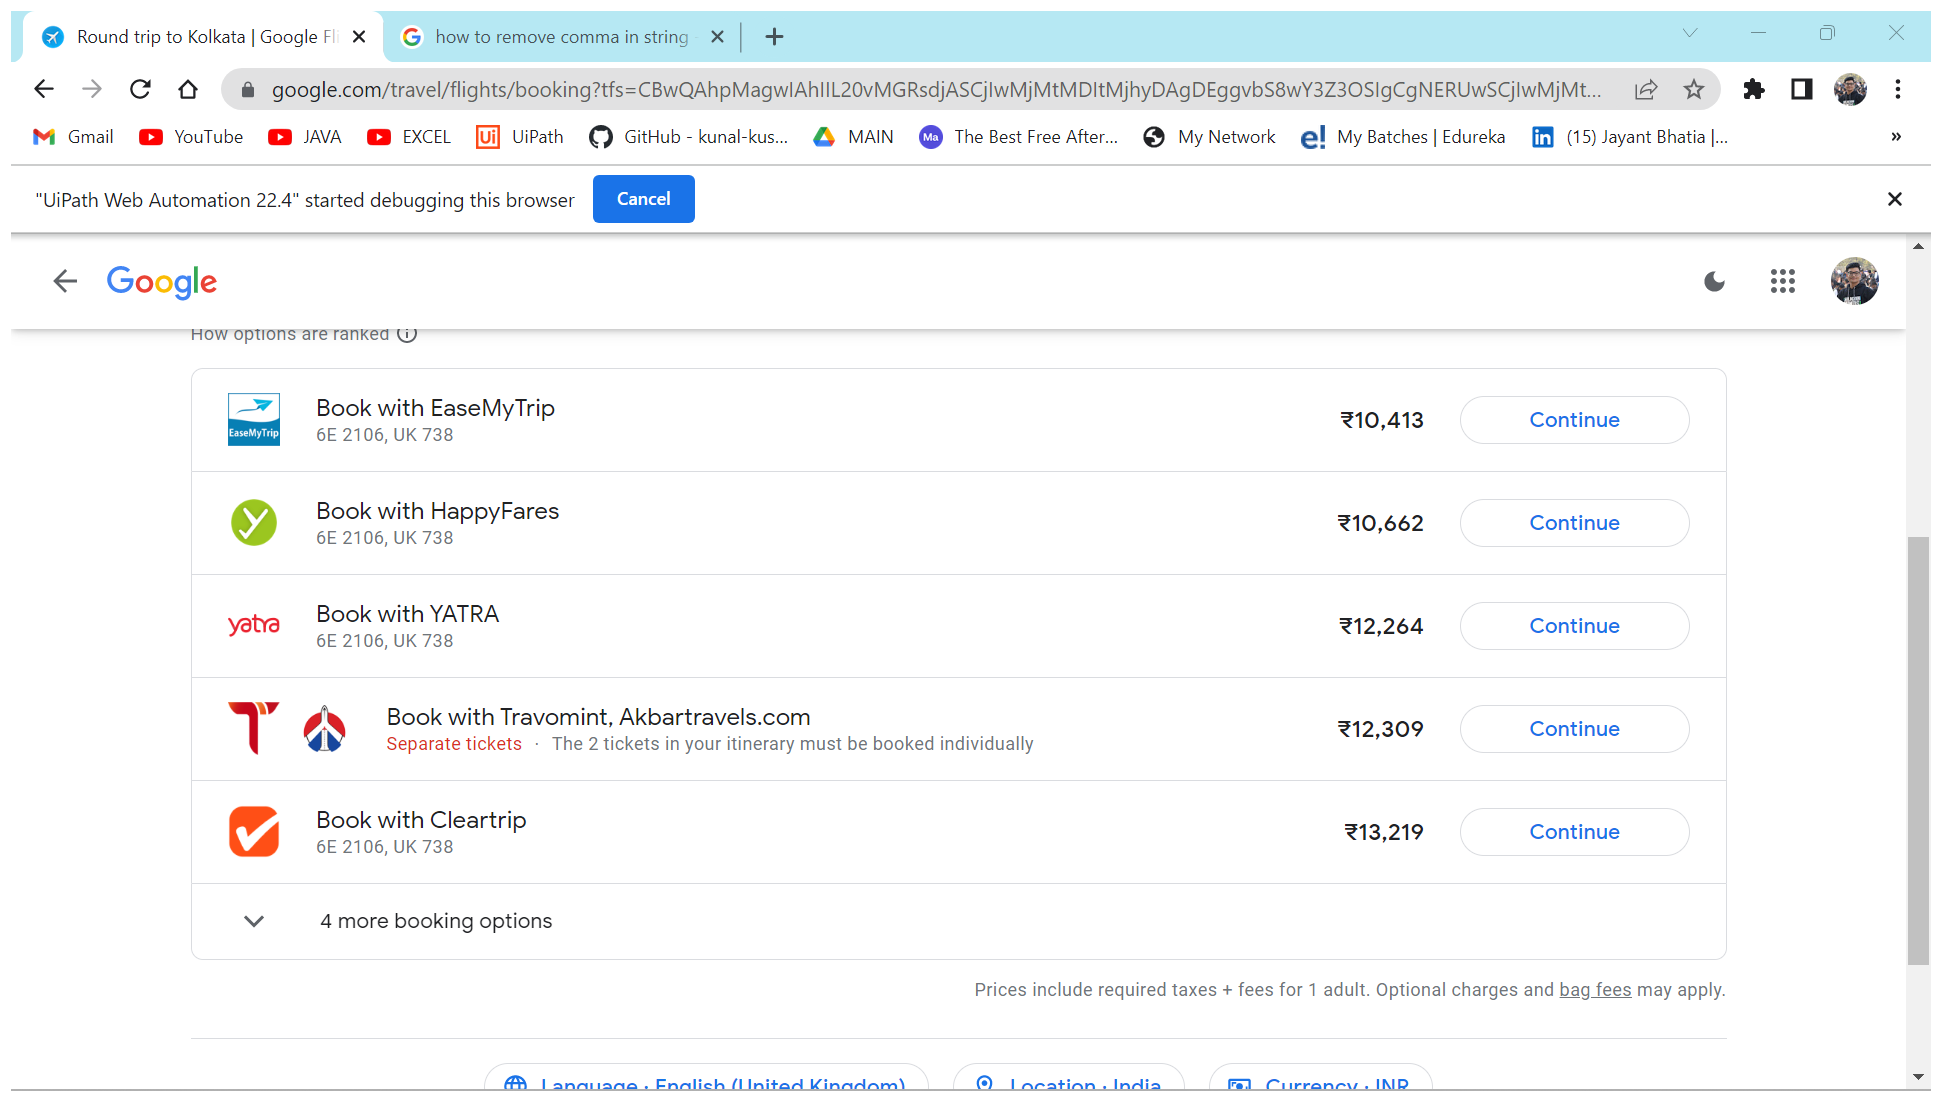 Round trip to Kolkata | Google Fli
how to remove comma in string
google.com/travel/flights/booking?tfs=CBwQAhpMagwIAhIIL20vMGRsdjASCjIwMjMtMDItMjhyDAgDEggvbS8wY3Z3OSIgCgNERUwSCjIwMjMt...
Gmail YouTube JAVA EXCEL Ui UiPath GitHub - kunal-kus... MAIN Ma The Best Free After... My Network e! My Batches | Edureka in (15) Jayant Bhatia |... »
"UiPath Web Automation 22.4" started debugging this browser Cancel
Google
How options are ranked
EaseMyTrip
Book with EaseMyTrip
6E 2106, UK 738
₹10,413 Continue
Book with HappyFares
6E 2106, UK 738
₹10,662 Continue
yatra
Book with YATRA
6E 2106, UK 738
₹12,264 Continue
Book with Travomint, Akbartravels.com
Separate tickets · The 2 tickets in your itinerary must be booked individually
₹12,309 Continue
Book with Cleartrip
6E 2106, UK 738
₹13,219 Continue
4 more booking options
Prices include required taxes + fees for 1 adult. Optional charges and bag fees may apply.
Language · English (United Kingdom) Location · India Currency · INR